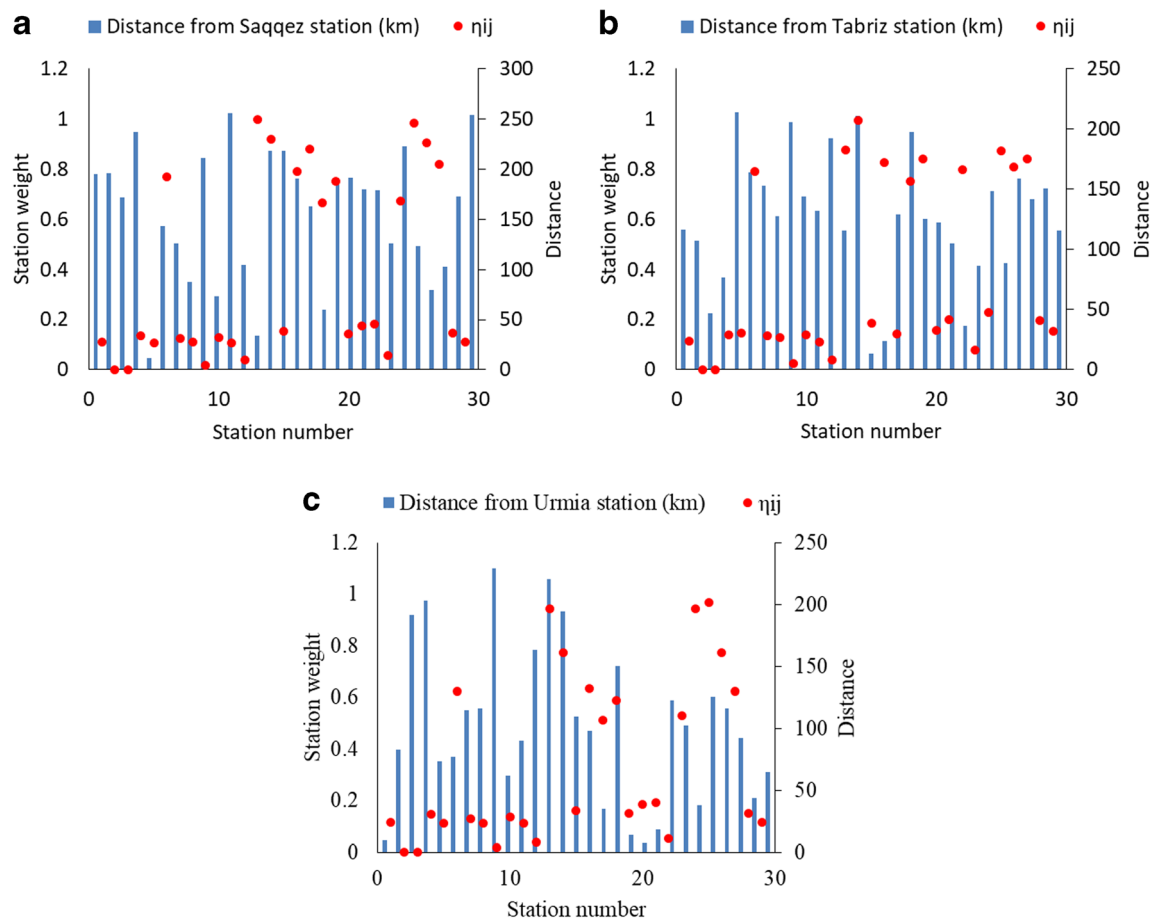 a
Distance from Saqqez station (km)
ηij
1.2
1
0.8
0.6
0.4
0.2
0
Station weight
300
250
200
150
100
50
0
Distance
0
10
20
30
Station number
b
Distance from Tabriz station (km)
ηij
1.2
1
0.8
0.6
0.4
0.2
0
Station weight
250
200
150
100
50
0
Distance
0
10
20
30
Station number
c
Distance from Urmia station (km)
ηij
1.2
1
0.8
0.6
0.4
0.2
0
Station weight
250
200
150
100
50
0
Distance
0
10
20
30
Station number